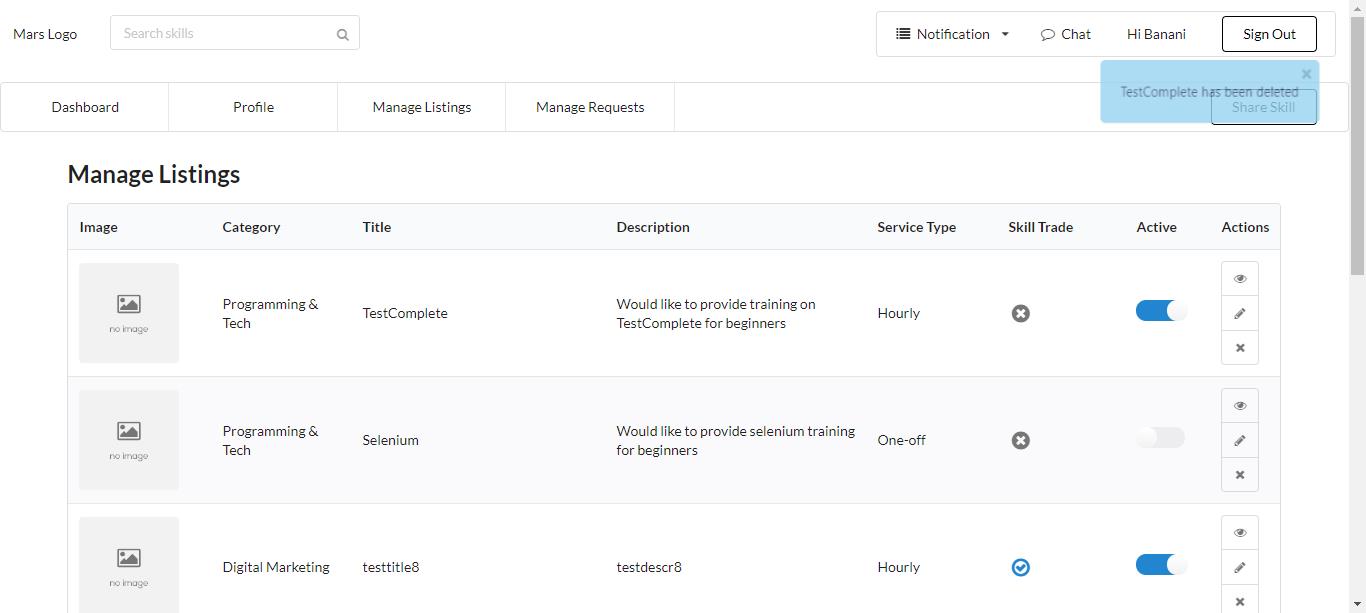 Mars Logo
Search skills
Notification
Chat
Hi Banani
Sign Out
TestComplete has been deleted
Dashboard
Profile
Manage Listings
Manage Requests
Share Skill
Manage Listings
Image Category Title Description Service Type Skill Trade Active Actions
no image
Programming &
Tech
TestComplete
Would like to provide training on
TestComplete for beginners
Hourly
no image
Programming &
Tech
Selenium
Would like to provide selenium training
for beginners
One-off
no image
Digital Marketing
testtitle8
testdescr8
Hourly